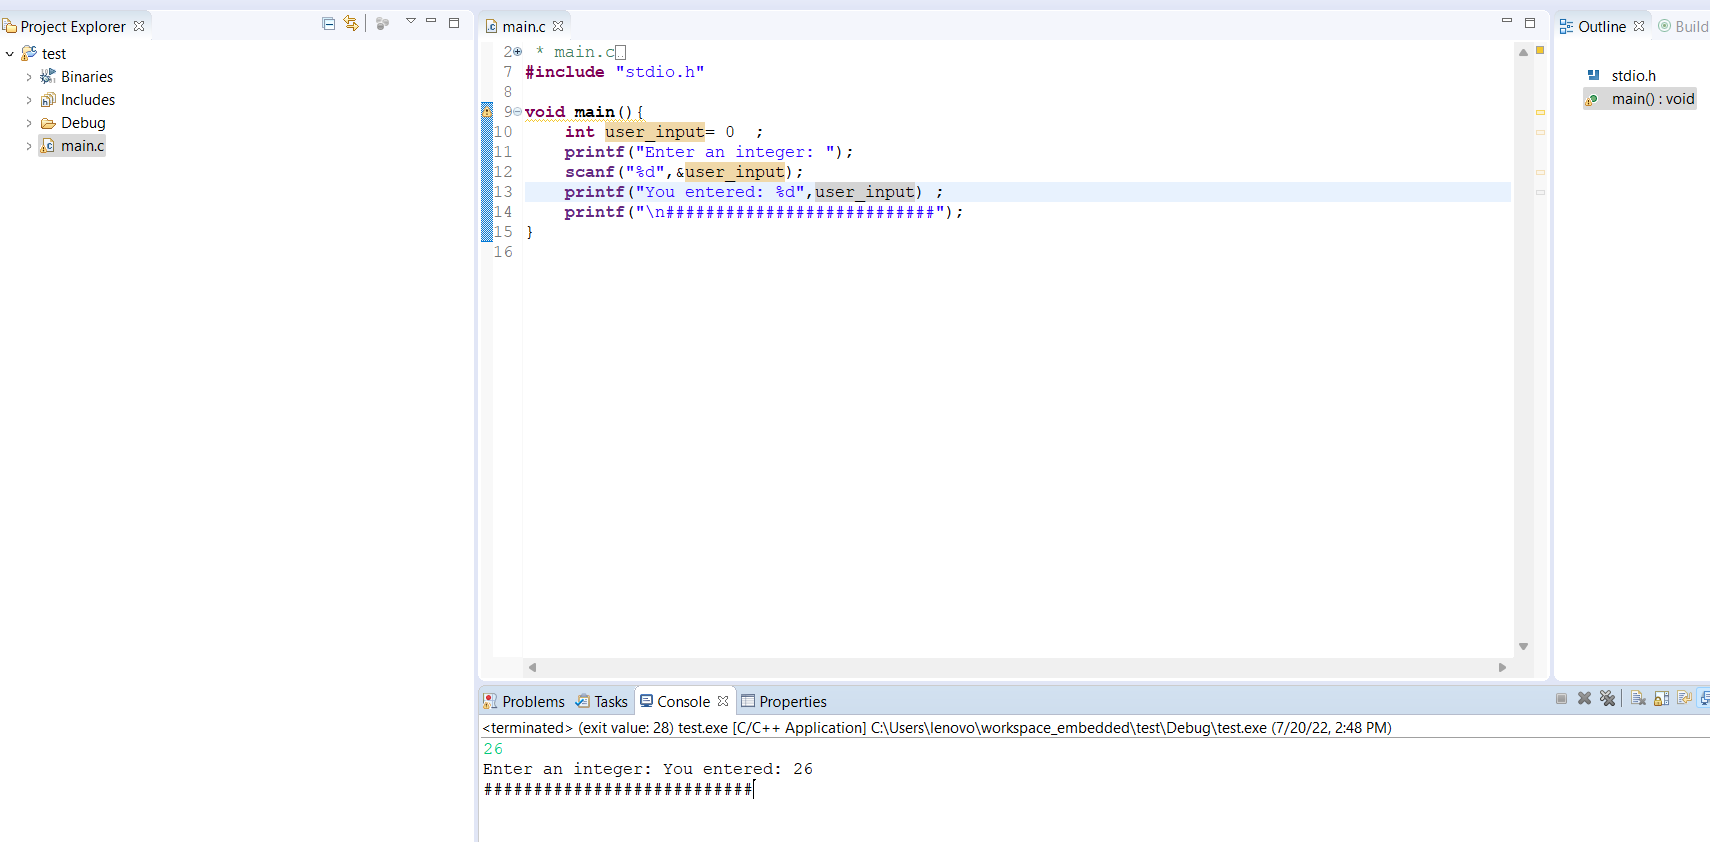 Project Explorer
test
Binaries
Includes
Debug
main.c
main.c
2 * main.c
7 #include "stdio.h"
8
9 void main(){
10 int user_input= 0  ;
11 printf("Enter an integer: ");
12 scanf("%d",&user_input);
13 printf("You entered: %d",user_input) ;
14 printf("\n###########################");
15 }
16
Outline Build
stdio.h
main() : void
Problems Tasks Console Properties
<terminated> (exit value: 28) test.exe [C/C++ Application] C:\Users\lenovo\workspace_embedded\test\Debug\test.exe (7/20/22, 2:48 PM)
26
Enter an integer: You entered: 26
###########################